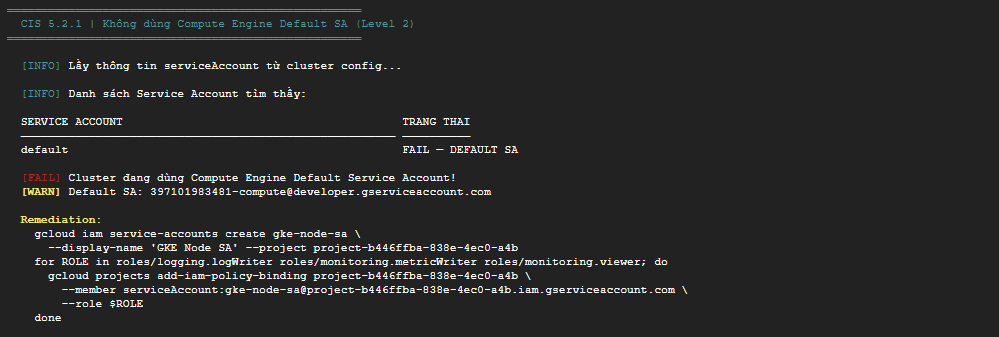 CIS 5.2.1 | Không dùng Compute Engine Default SA (Level 2)
[INFO] Lấy thông tin serviceAccount từ cluster config...
[INFO] Danh sách Service Account tìm thấy:
SERVICE ACCOUNT TRANG THAI
default FAIL — DEFAULT SA
[FAIL] Cluster đang dùng Compute Engine Default Service Account!
[WARN] Default SA: 397101983481-compute@developer.gserviceaccount.com
Remediation:
gcloud iam service-accounts create gke-node-sa \
--display-name 'GKE Node SA' --project project-b446ffba-838e-4ec0-a4b
for ROLE in roles/logging.logWriter roles/monitoring.metricWriter roles/monitoring.viewer; do
gcloud projects add-iam-policy-binding project-b446ffba-838e-4ec0-a4b \
--member serviceAccount:gke-node-sa@project-b446ffba-838e-4ec0-a4b.iam.gserviceaccount.com \
--role $ROLE
done